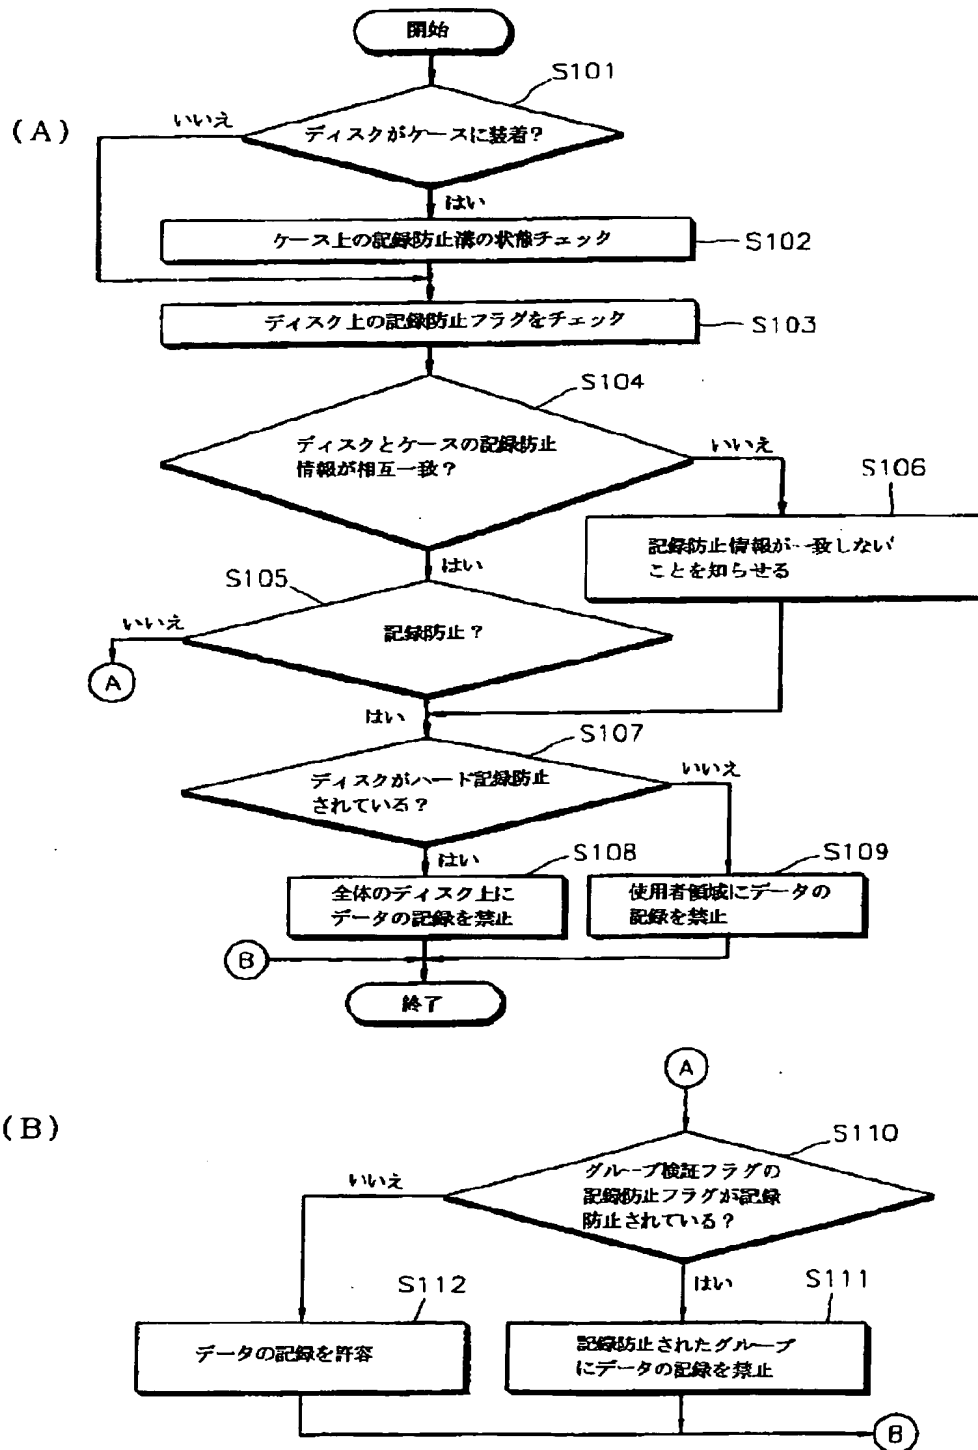 開始
S101
(A)
いいえ
ディスクがケースに装着?
はい
ケース上の記録防止溝の状態チェック
S102
ディスク上の記録防止フラグをチェック
S103
S104
ディスクとケースの記録防止
情報が相互一致?
いいえ
S106
記録防止情報が一致しない
ことを知らせる
はい
S105
いいえ
記録防止?
A
はい
S107
ディスクがハード記録防止
されている?
いいえ
はい
S108
S109
全体のディスク上に
データの記録を禁止
使用者領域にデータの
記録を禁止
B
終了
A
(B)
S110
いいえ
グループ検証フラグの
記録防止フラグが記録
防止されている?
はい
S112
S111
データの記録を許容
記録防止されたグループ
にデータの記録を禁止
B